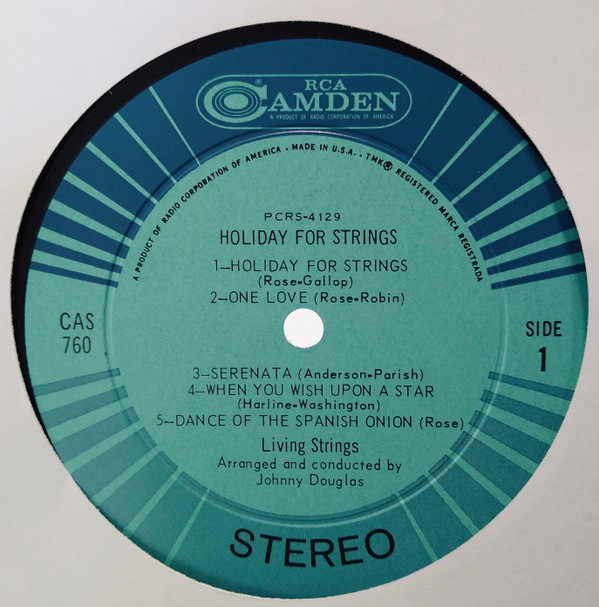 RCA
CAMDEN
®
A PRODUCT OF RADIO CORPORATION OF AMERICA
A PRODUCT OF RADIO CORPORATION OF AMERICA • MADE IN U.S.A. • TMK® REGISTERED MARCA REGISTRADA
PCRS-4129
HOLIDAY FOR STRINGS
1—HOLIDAY FOR STRINGS
(Rose-Gallop)
2—ONE LOVE (Rose-Robin)
CAS
760
SIDE
1
3—SERENATA (Anderson-Parish)
4—WHEN YOU WISH UPON A STAR
(Harline-Washington)
5—DANCE OF THE SPANISH ONION (Rose)
Living Strings
Arranged and conducted by
Johnny Douglas
STEREO